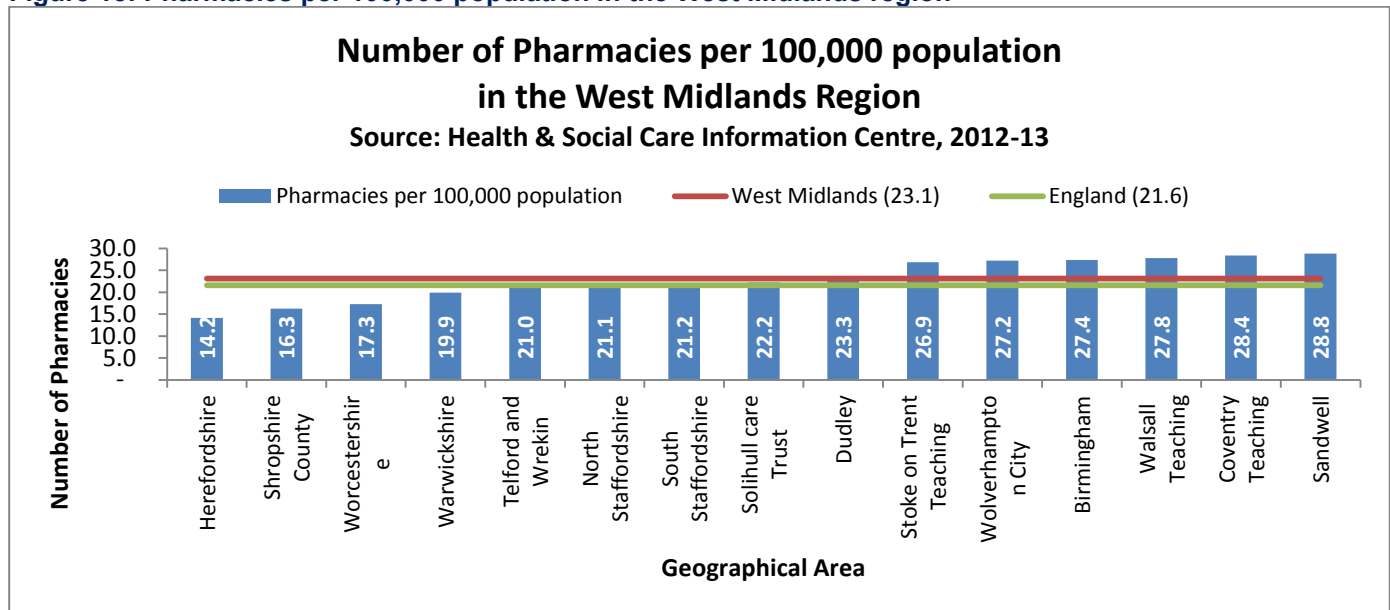 Number of Pharmacies per 100,000 population
in the West Midlands Region
Source: Health & Social Care Information Centre, 2012-13
Pharmacies per 100,000 population
West Midlands (23.1)
England (21.6)
Number of Pharmacies
30.0
25.0
20.0
15.0
10.0
5.0
-
14.2
16.3
17.3
19.9
21.0
21.1
21.2
22.2
23.3
26.9
27.2
27.4
27.8
28.4
28.8
Herefordshire
Shropshire
County
Worcestershir
e
Warwickshire
Telford and
Wrekin
North
Staffordshire
South
Staffordshire
Solihull care
Trust
Dudley
Stoke on Trent
Teaching
Wolverhampto
n City
Birmingham
Walsall
Teaching
Coventry
Teaching
Sandwell
Geographical Area